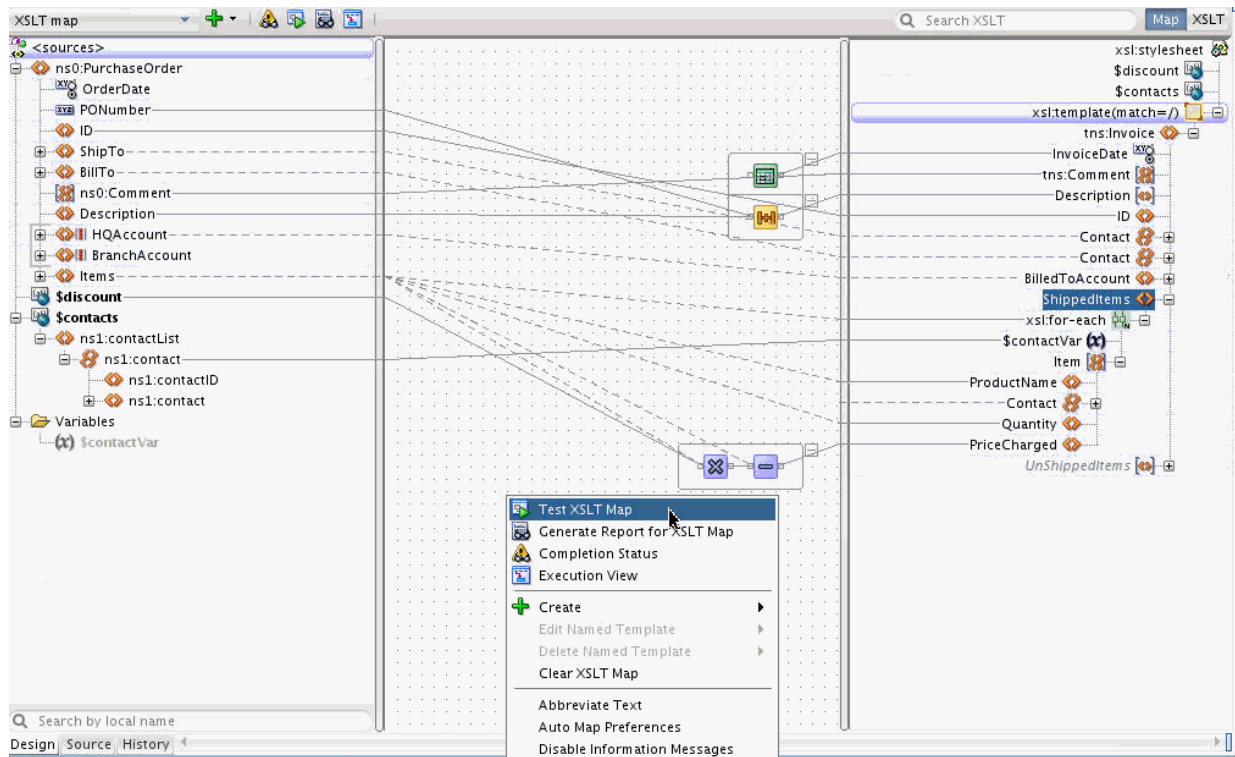 XSLT map
Search XSLT
Map XSLT
<sources>
ns0:PurchaseOrder
OrderDate
PONumber
ID
ShipTo
BillTo
ns0:Comment
Description
HQAccount
BranchAccount
Items
$discount
$contacts
ns1:contactList
ns1:contact
ns1:contactID
ns1:contact
Variables
$contactVar
xsl:stylesheet
$discount
$contacts
xsl:template(match=/)
tns:Invoice
InvoiceDate
tns:Comment
Description
ID
Contact
Contact
BilledToAccount
ShippedItems
xsl:for-each
$contactVar
Item
ProductName
Contact
Quantity
PriceCharged
UnShippedItems
Test XSLT Map
Generate Report for XSLT Map
Completion Status
Execution View
Create
Edit Named Template
Delete Named Template
Clear XSLT Map
Abbreviate Text
Auto Map Preferences
Disable Information Messages
Search by local name
Design Source History